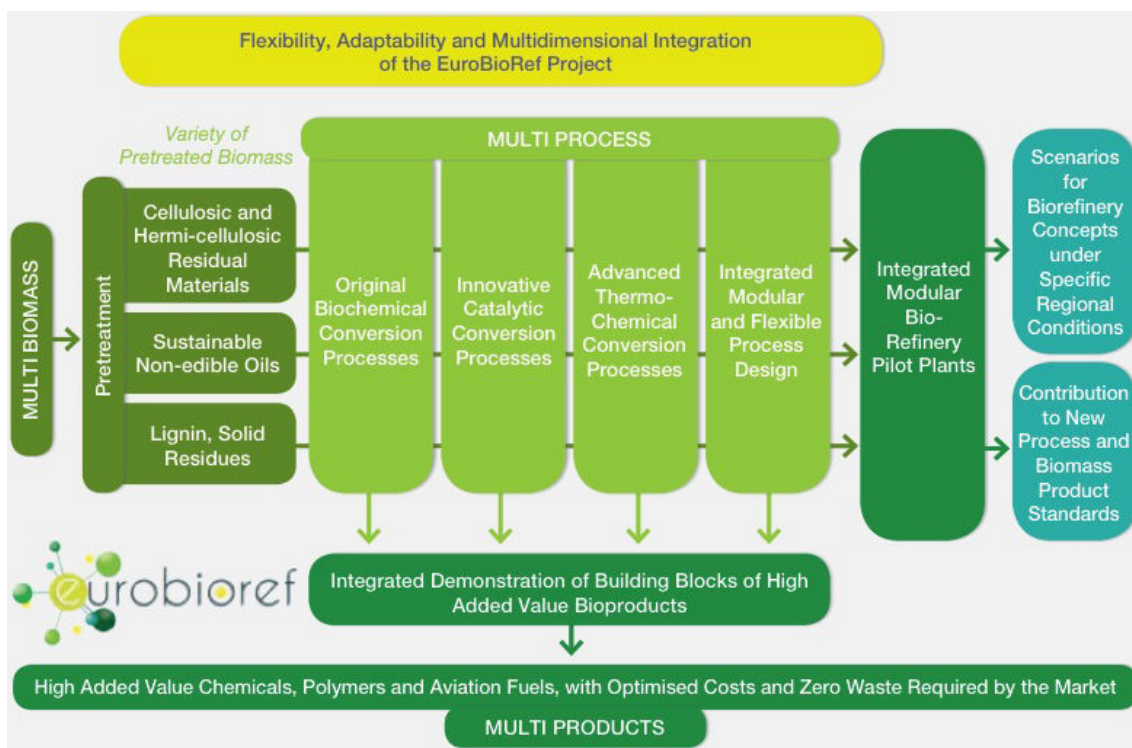 Flexibility, Adaptability and Multidimensional Integration
of the EuroBioRef Project
Variety of
Pretreated Biomass
MULTI PROCESS
MULTI BIOMASS
Pretreatment
Cellulosic and
Hermi-cellulosic
Residual
Materials
Sustainable
Non-edible Oils
Lignin, Solid
Residues
Original
Biochemical
Conversion
Processes
Innovative
Catalytic
Conversion
Processes
Advanced
Thermo-
Chemical
Conversion
Processes
Integrated
Modular
and Flexible
Process
Design
Integrated
Modular
Bio-
Refinery
Pilot Plants
Scenarios
for
Biorefinery
Concepts
under
Specific
Regional
Conditions
Contribution
to New
Process and
Biomass
Product
Standards
eurobioref
Integrated Demonstration of Building Blocks of High
Added Value Bioproducts
High Added Value Chemicals, Polymers and Aviation Fuels, with Optimised Costs and Zero Waste Required by the Market
MULTI PRODUCTS